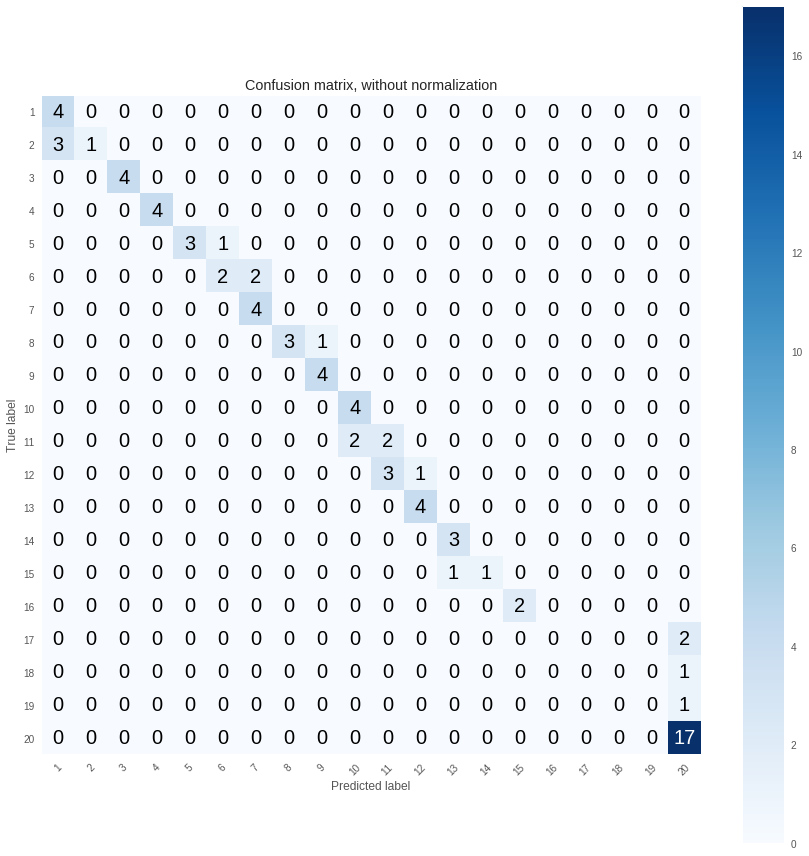 Confusion matrix, without normalization
True label
1 4 0 0 0 0 0 0 0 0 0 0 0 0 0 0 0 0 0 0 0
2 3 1 0 0 0 0 0 0 0 0 0 0 0 0 0 0 0 0 0 0
3 0 0 4 0 0 0 0 0 0 0 0 0 0 0 0 0 0 0 0 0
4 0 0 0 4 0 0 0 0 0 0 0 0 0 0 0 0 0 0 0 0
5 0 0 0 0 3 1 0 0 0 0 0 0 0 0 0 0 0 0 0 0
6 0 0 0 0 0 2 2 0 0 0 0 0 0 0 0 0 0 0 0 0
7 0 0 0 0 0 0 4 0 0 0 0 0 0 0 0 0 0 0 0 0
8 0 0 0 0 0 0 0 3 1 0 0 0 0 0 0 0 0 0 0 0
9 0 0 0 0 0 0 0 0 4 0 0 0 0 0 0 0 0 0 0 0
10 0 0 0 0 0 0 0 0 0 4 0 0 0 0 0 0 0 0 0 0
11 0 0 0 0 0 0 0 0 0 2 2 0 0 0 0 0 0 0 0 0
12 0 0 0 0 0 0 0 0 0 0 3 1 0 0 0 0 0 0 0 0
13 0 0 0 0 0 0 0 0 0 0 0 4 0 0 0 0 0 0 0 0
14 0 0 0 0 0 0 0 0 0 0 0 0 3 0 0 0 0 0 0 0
15 0 0 0 0 0 0 0 0 0 0 0 0 1 1 0 0 0 0 0 0
16 0 0 0 0 0 0 0 0 0 0 0 0 0 0 2 0 0 0 0 0
17 0 0 0 0 0 0 0 0 0 0 0 0 0 0 0 0 0 0 0 2
18 0 0 0 0 0 0 0 0 0 0 0 0 0 0 0 0 0 0 0 1
19 0 0 0 0 0 0 0 0 0 0 0 0 0 0 0 0 0 0 0 1
20 0 0 0 0 0 0 0 0 0 0 0 0 0 0 0 0 0 0 0 17
1 2 3 4 5 6 7 8 9 10 11 12 13 14 15 16 17 18 19 20
Predicted label
16
14
12
10
8
6
4
2
0